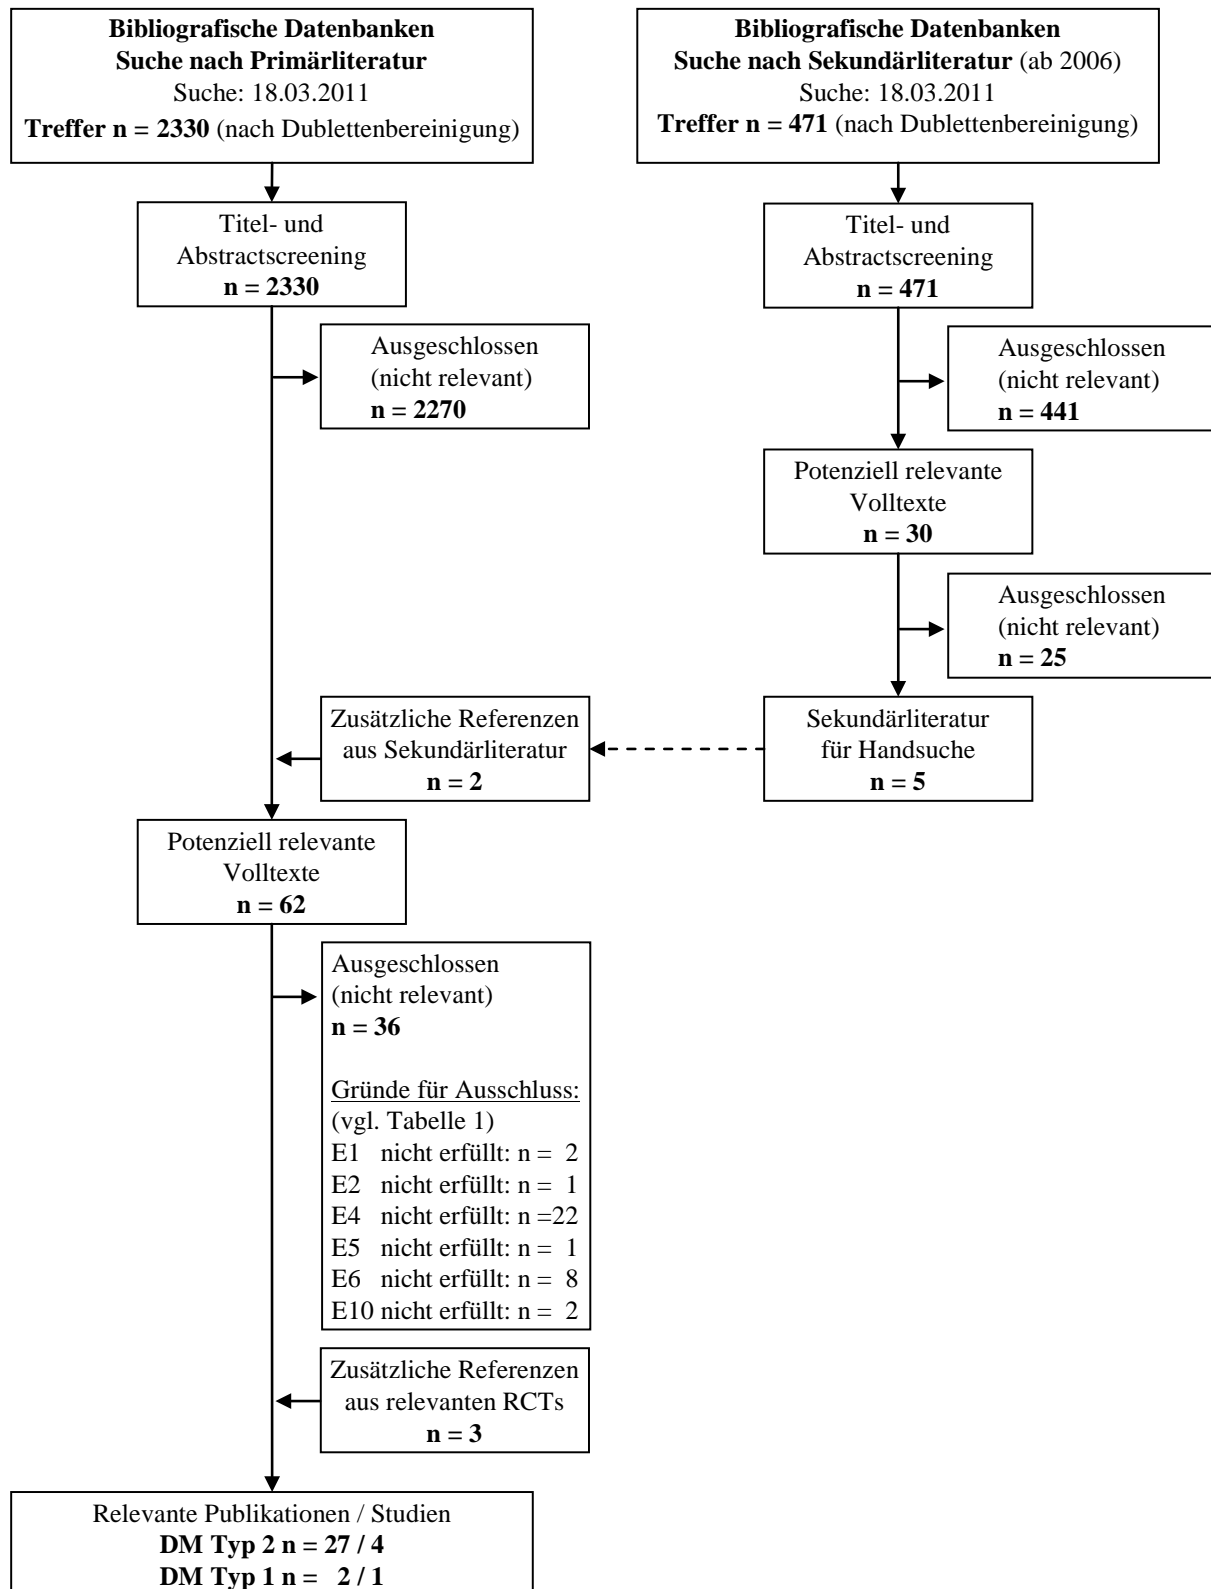 Bibliografische Datenbanken
Suche nach Primärliteratur
Suche: 18.03.2011
Treffer n = 2330 (nach Dublettenbereinigung)
Bibliografische Datenbanken
Suche nach Sekundärliteratur (ab 2006)
Suche: 18.03.2011
Treffer n = 471 (nach Dublettenbereinigung)
Titel- und
Abstractscreening
n = 2330
Titel- und
Abstractscreening
n = 471
Ausgeschlossen
(nicht relevant)
n = 2270
Ausgeschlossen
(nicht relevant)
n = 441
Potenziell relevante
Volltexte
n = 30
Ausgeschlossen
(nicht relevant)
n = 25
Zusätzliche Referenzen
aus Sekundärliteratur
n = 2
Sekundärliteratur
für Handsuche
n = 5
Potenziell relevante
Volltexte
n = 62
Ausgeschlossen
(nicht relevant)
n = 36
Gründe für Ausschluss:
(vgl. Tabelle 1)
E1 nicht erfüllt: n = 2
E2 nicht erfüllt: n = 1
E4 nicht erfüllt: n =22
E5 nicht erfüllt: n = 1
E6 nicht erfüllt: n = 8
E10 nicht erfüllt: n = 2
Zusätzliche Referenzen
aus relevanten RCTs
n = 3
Relevante Publikationen / Studien
DM Typ 2 n = 27 / 4
DM Typ 1 n = 2 / 1